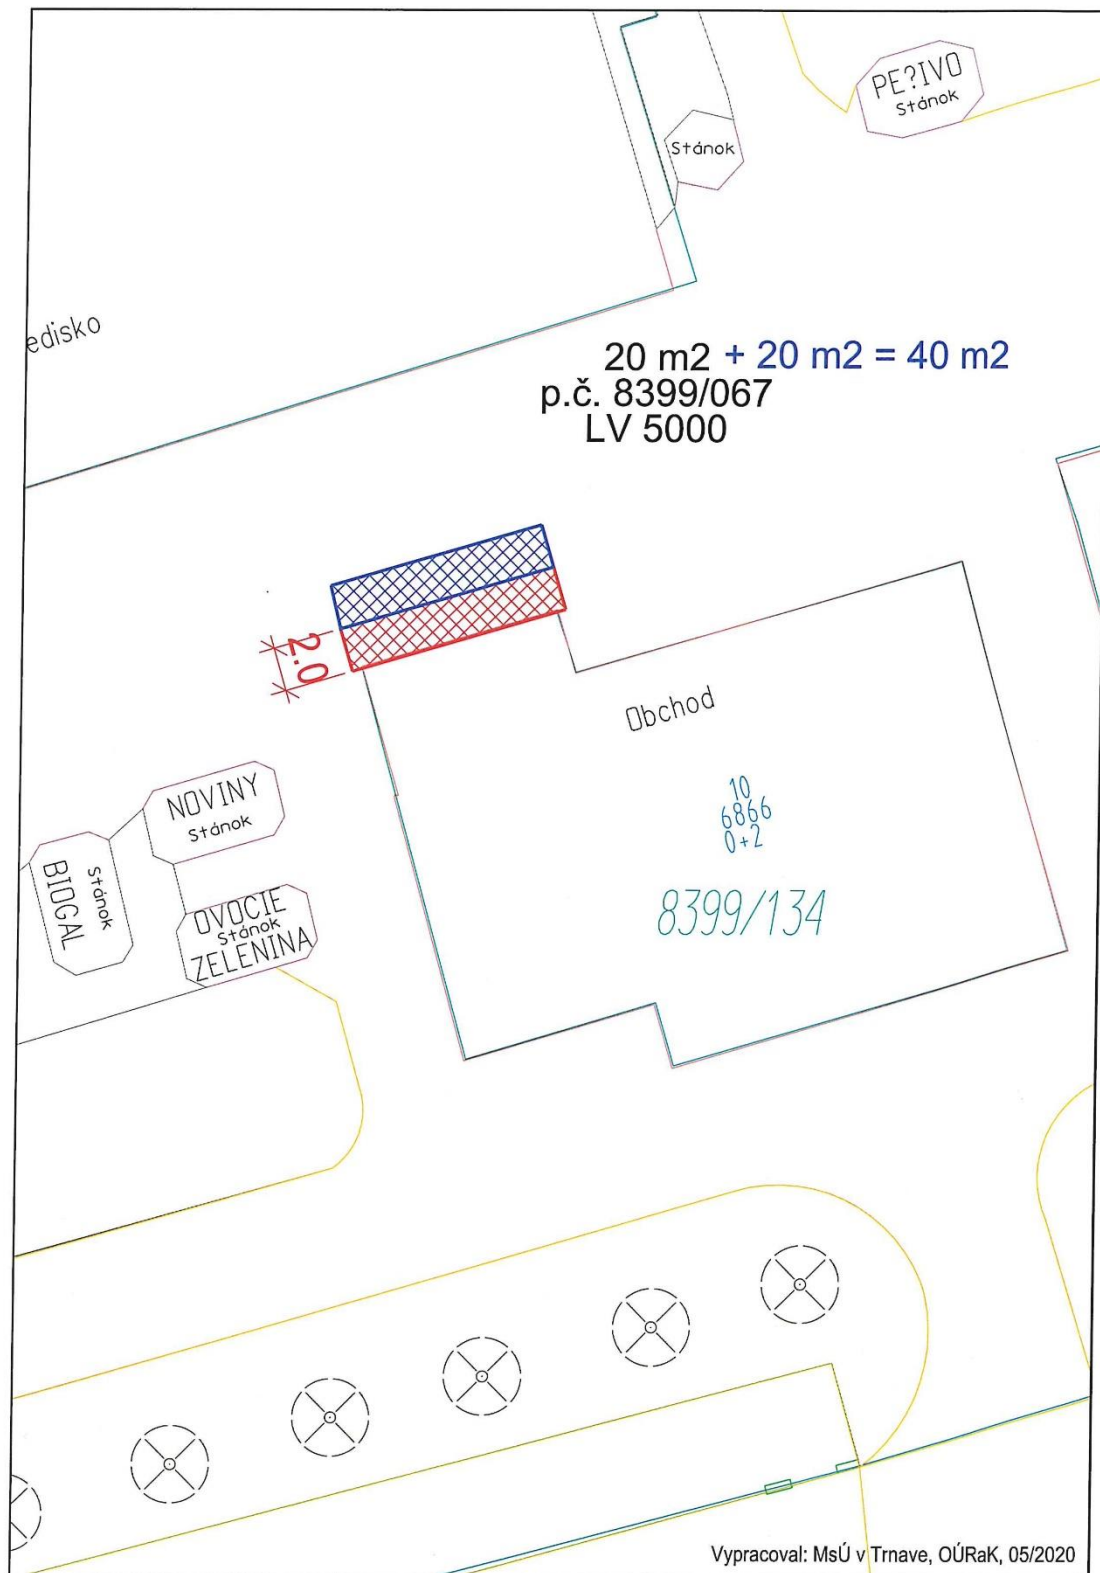 PE?IVO
Stánok
Stánok
edisko
20 m2 + 20 m2 = 40 m2
p.č. 8399/067
LV 5000
2.0
Obchod
10
6866
0+2
8399/134
NOVINY
Stánok
BIOGAL
Stánok
OVOCIE
Stánok
ZELENINA
Vypracoval: MsÚ v Trnave, OÚRaK, 05/2020